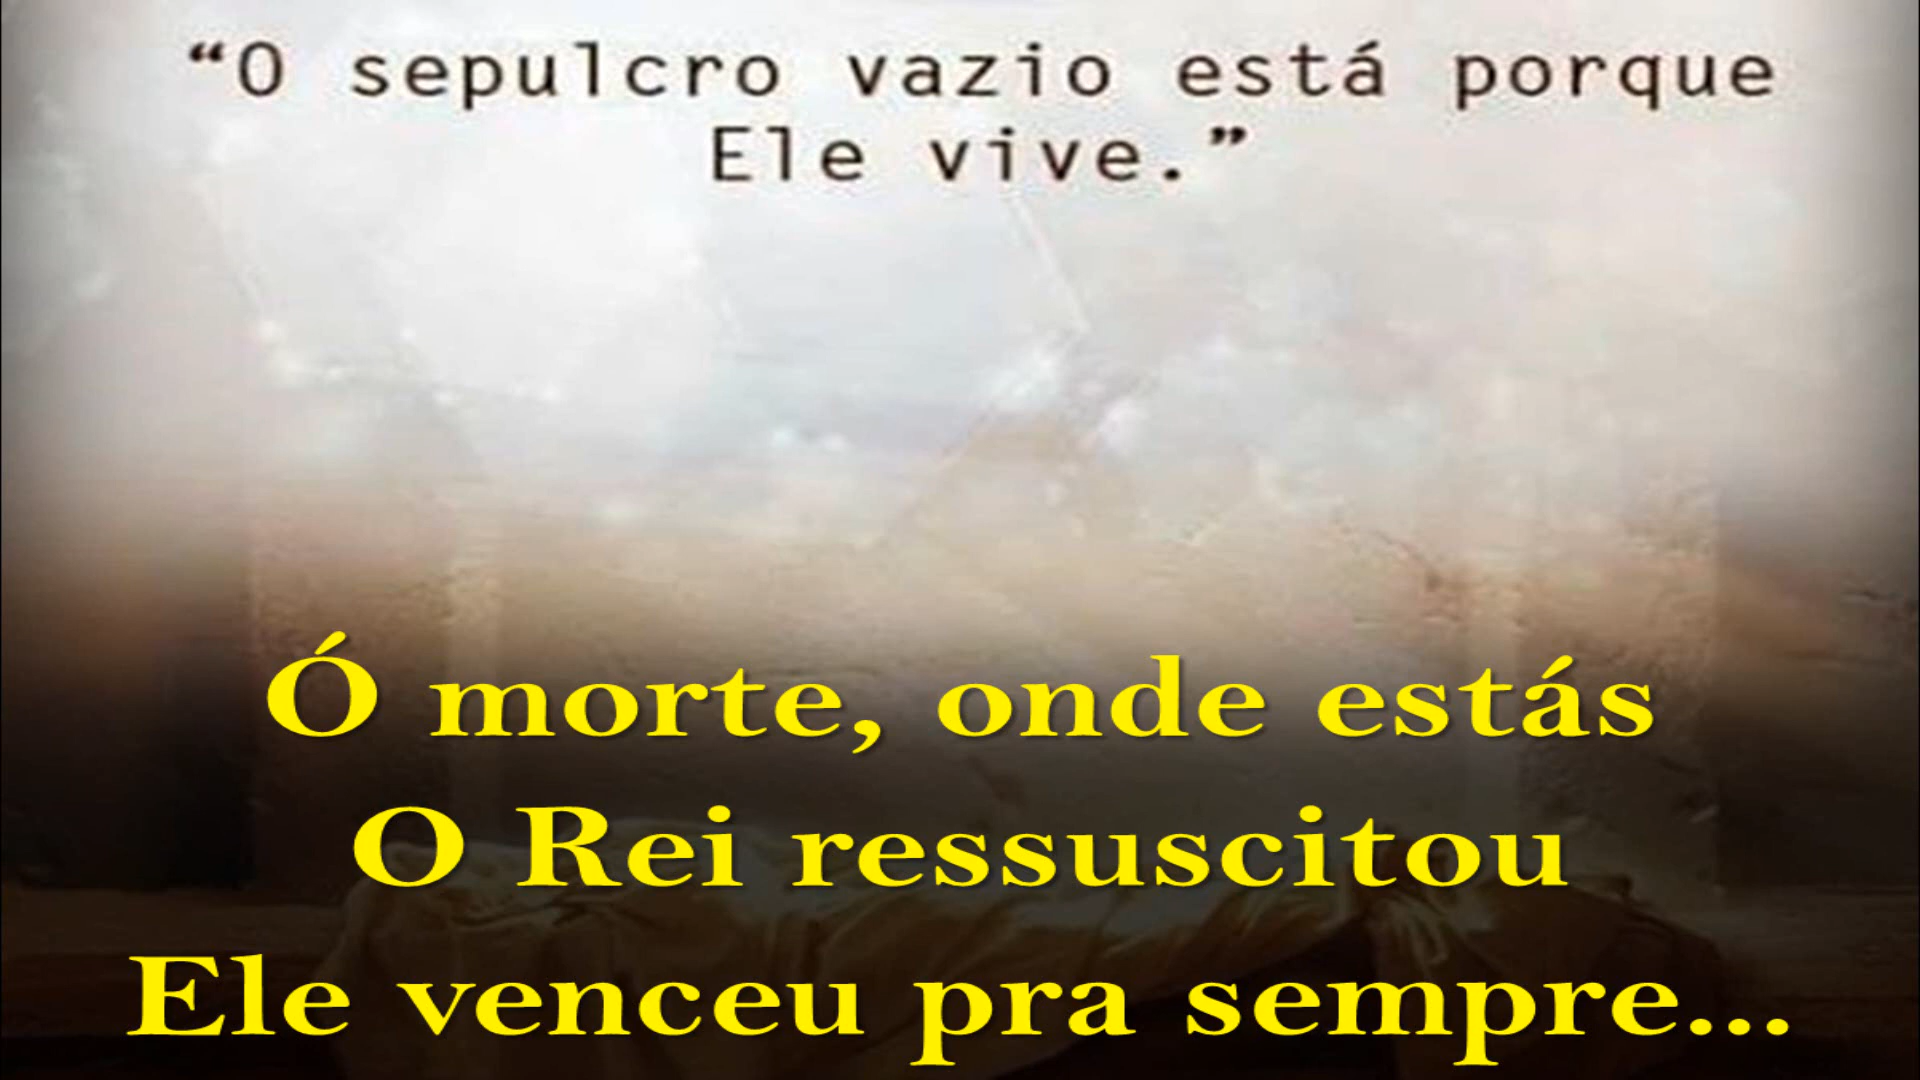 “O sepulcro vazio está porque
Ele vive.”
Ó morte, onde estás
O Rei ressuscitou
Ele venceu pra sempre...